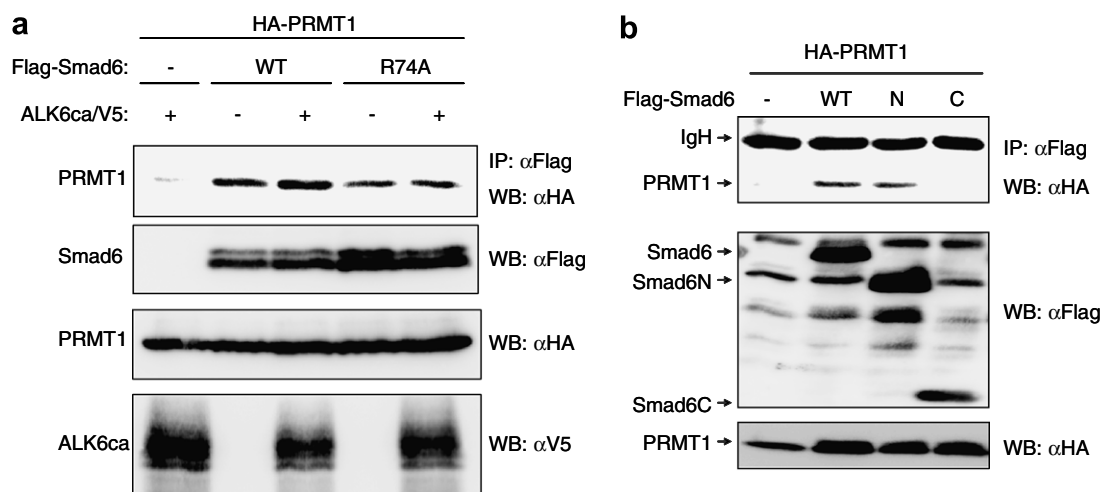 a
HA-PRMT1
Flag-Smad6: - WT R74A
ALK6ca/V5: + - + - +
PRMT1
IP: αFlag
WB: αHA
Smad6 WB: αFlag
PRMT1 WB: αHA
ALK6ca WB: αV5
b
HA-PRMT1
Flag-Smad6 - WT N C
IgH
PRMT1
IP: αFlag
WB: αHA
Smad6
Smad6N
WB: αFlag
Smad6C
PRMT1 WB: αHA